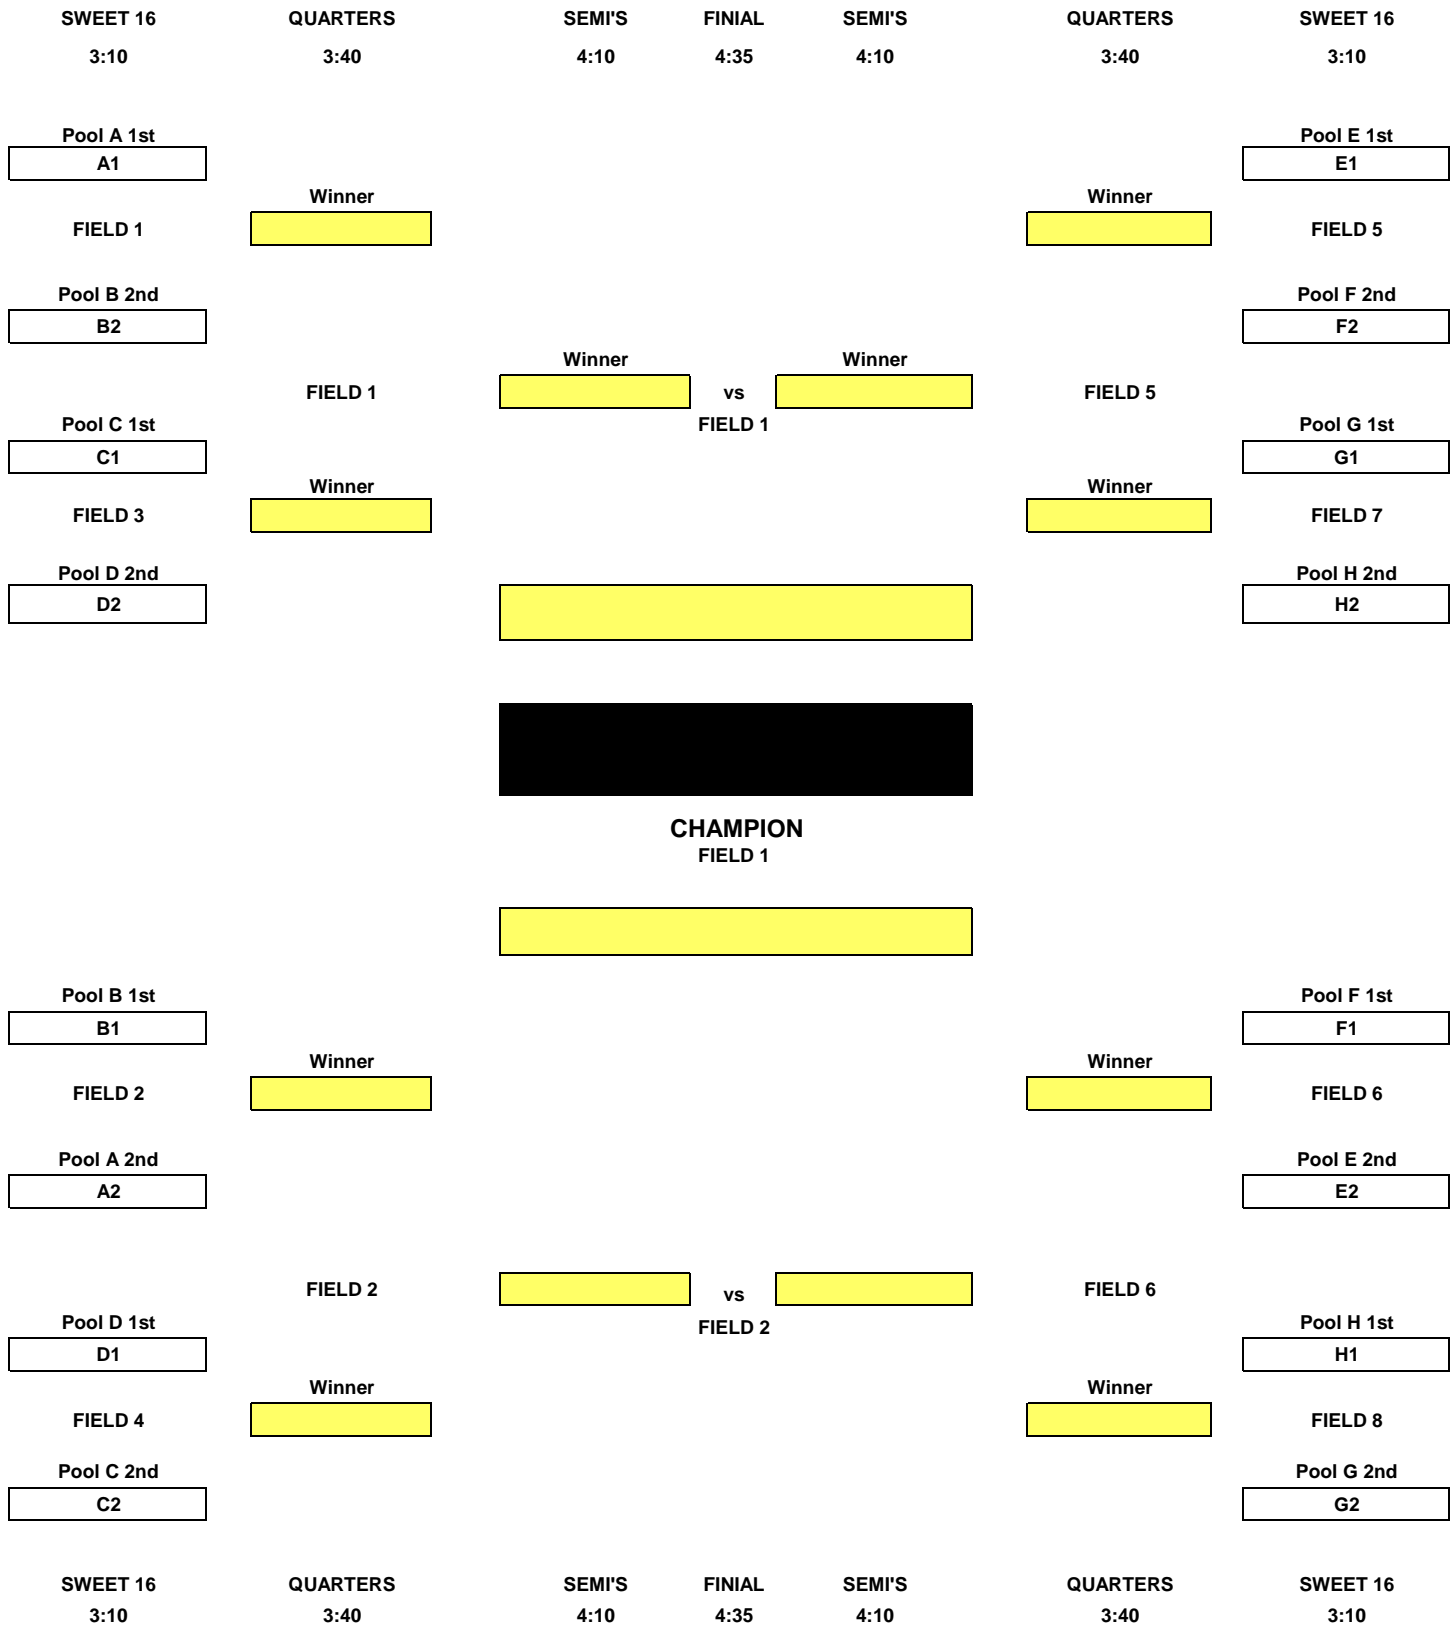 SWEET 16 QUARTERS SEMI'S FINIAL SEMI'S QUARTERS SWEET 16
3:10 3:40 4:10 4:35 4:10 3:40 3:10
Pool A 1st Pool E 1st
A1 E1
Winner Winner
FIELD 1 FIELD 5
Pool B 2nd Pool F 2nd
B2 F2
Winner Winner
FIELD 1 vs FIELD 5
Pool C 1st FIELD 1 Pool G 1st
C1 G1
Winner Winner
FIELD 3 FIELD 7
Pool D 2nd Pool H 2nd
D2 H2
CHAMPION
FIELD 1
Pool B 1st Pool F 1st
B1 F1
Winner Winner
FIELD 2 FIELD 6
Pool A 2nd Pool E 2nd
A2 E2
FIELD 2 vs FIELD 6
Pool D 1st FIELD 2 Pool H 1st
D1 H1
Winner Winner
FIELD 4 FIELD 8
Pool C 2nd Pool G 2nd
C2 G2
SWEET 16 QUARTERS SEMI'S FINIAL SEMI'S QUARTERS SWEET 16
3:10 3:40 4:10 4:35 4:10 3:40 3:10